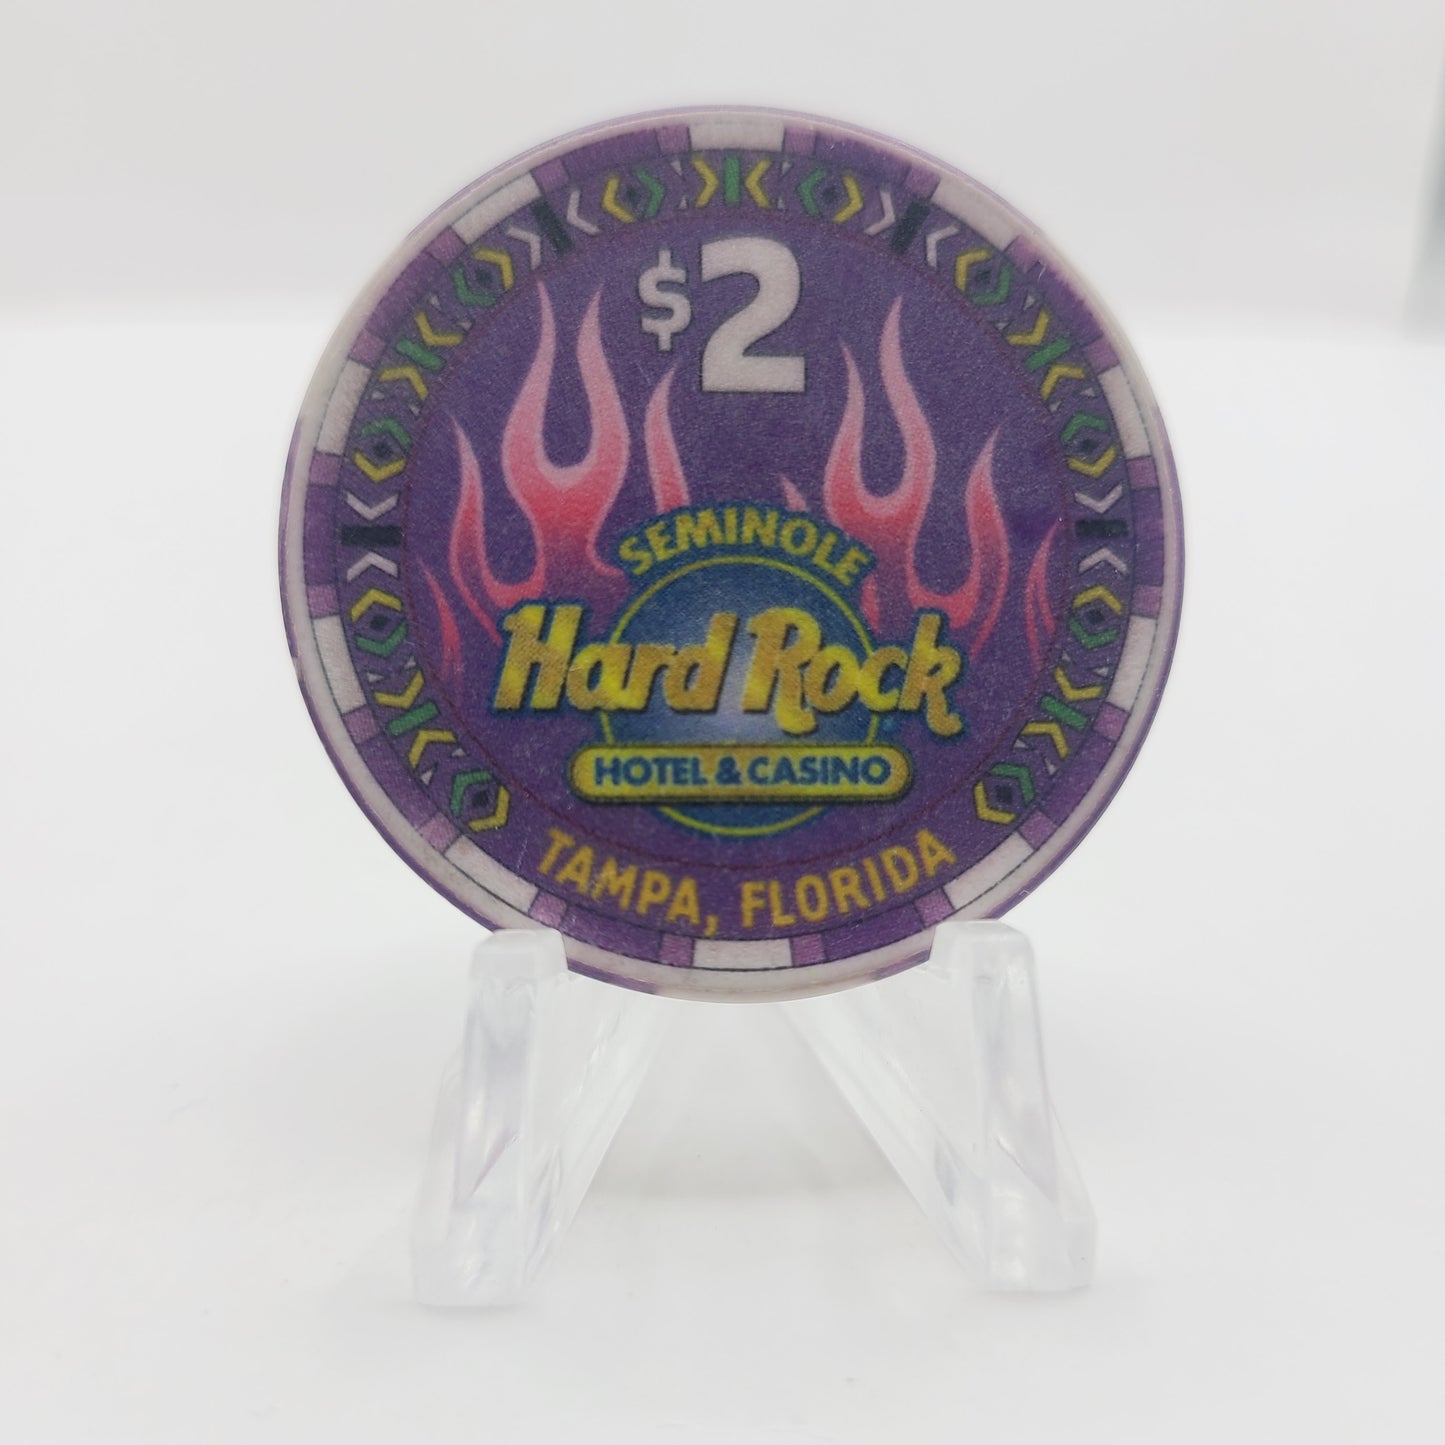 $2
SEMINOLE
Hard Rock
HOTEL & CASINO
TAMPA, FLORIDA